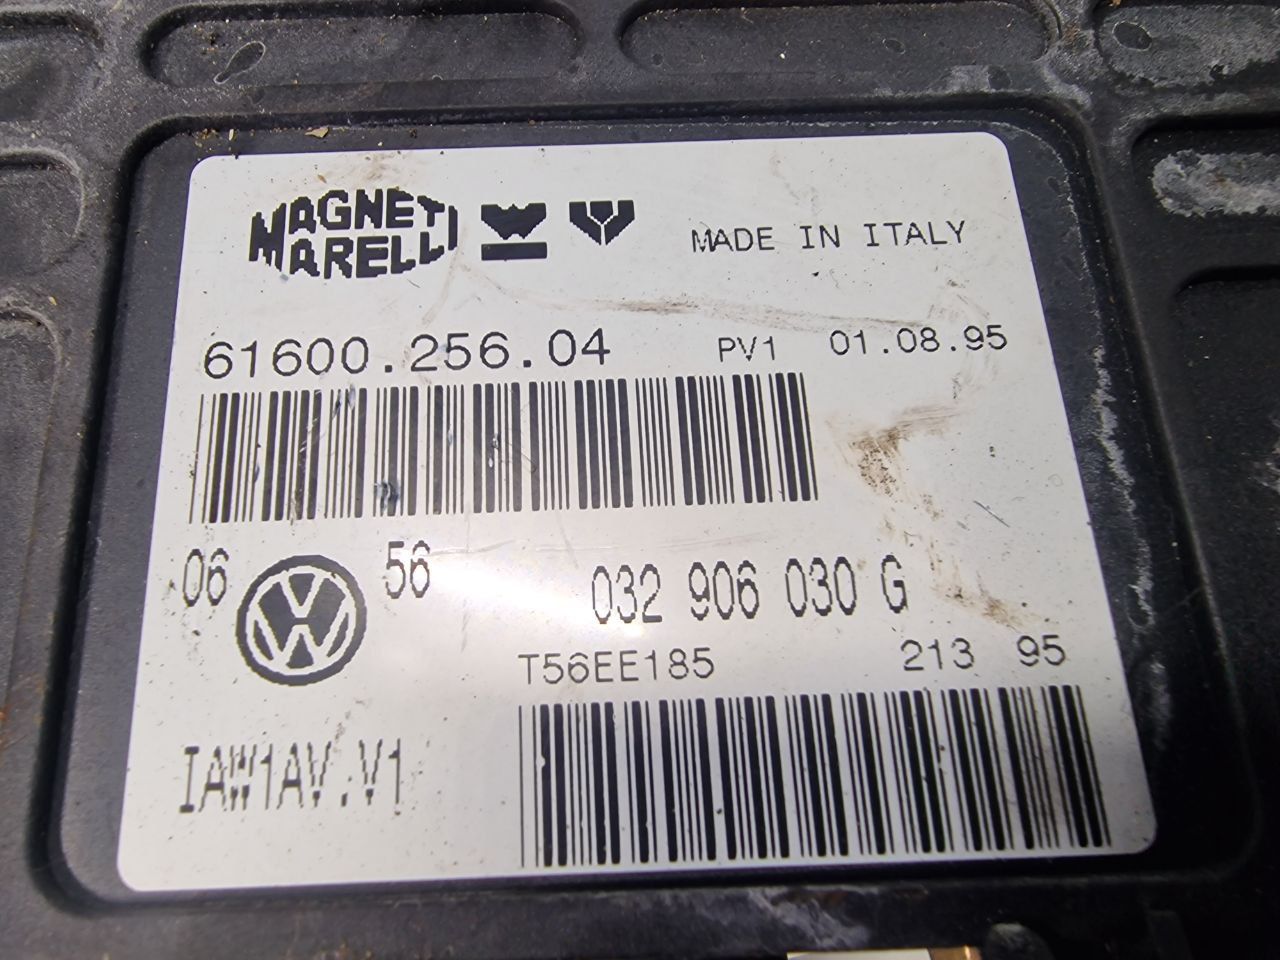 MAGNETI
MARELLI
MADE IN ITALY
61600.256.04 PV1 01.08.95
06 56 032 906 030 G
T56EE185 213 95
IAW1AV.V1